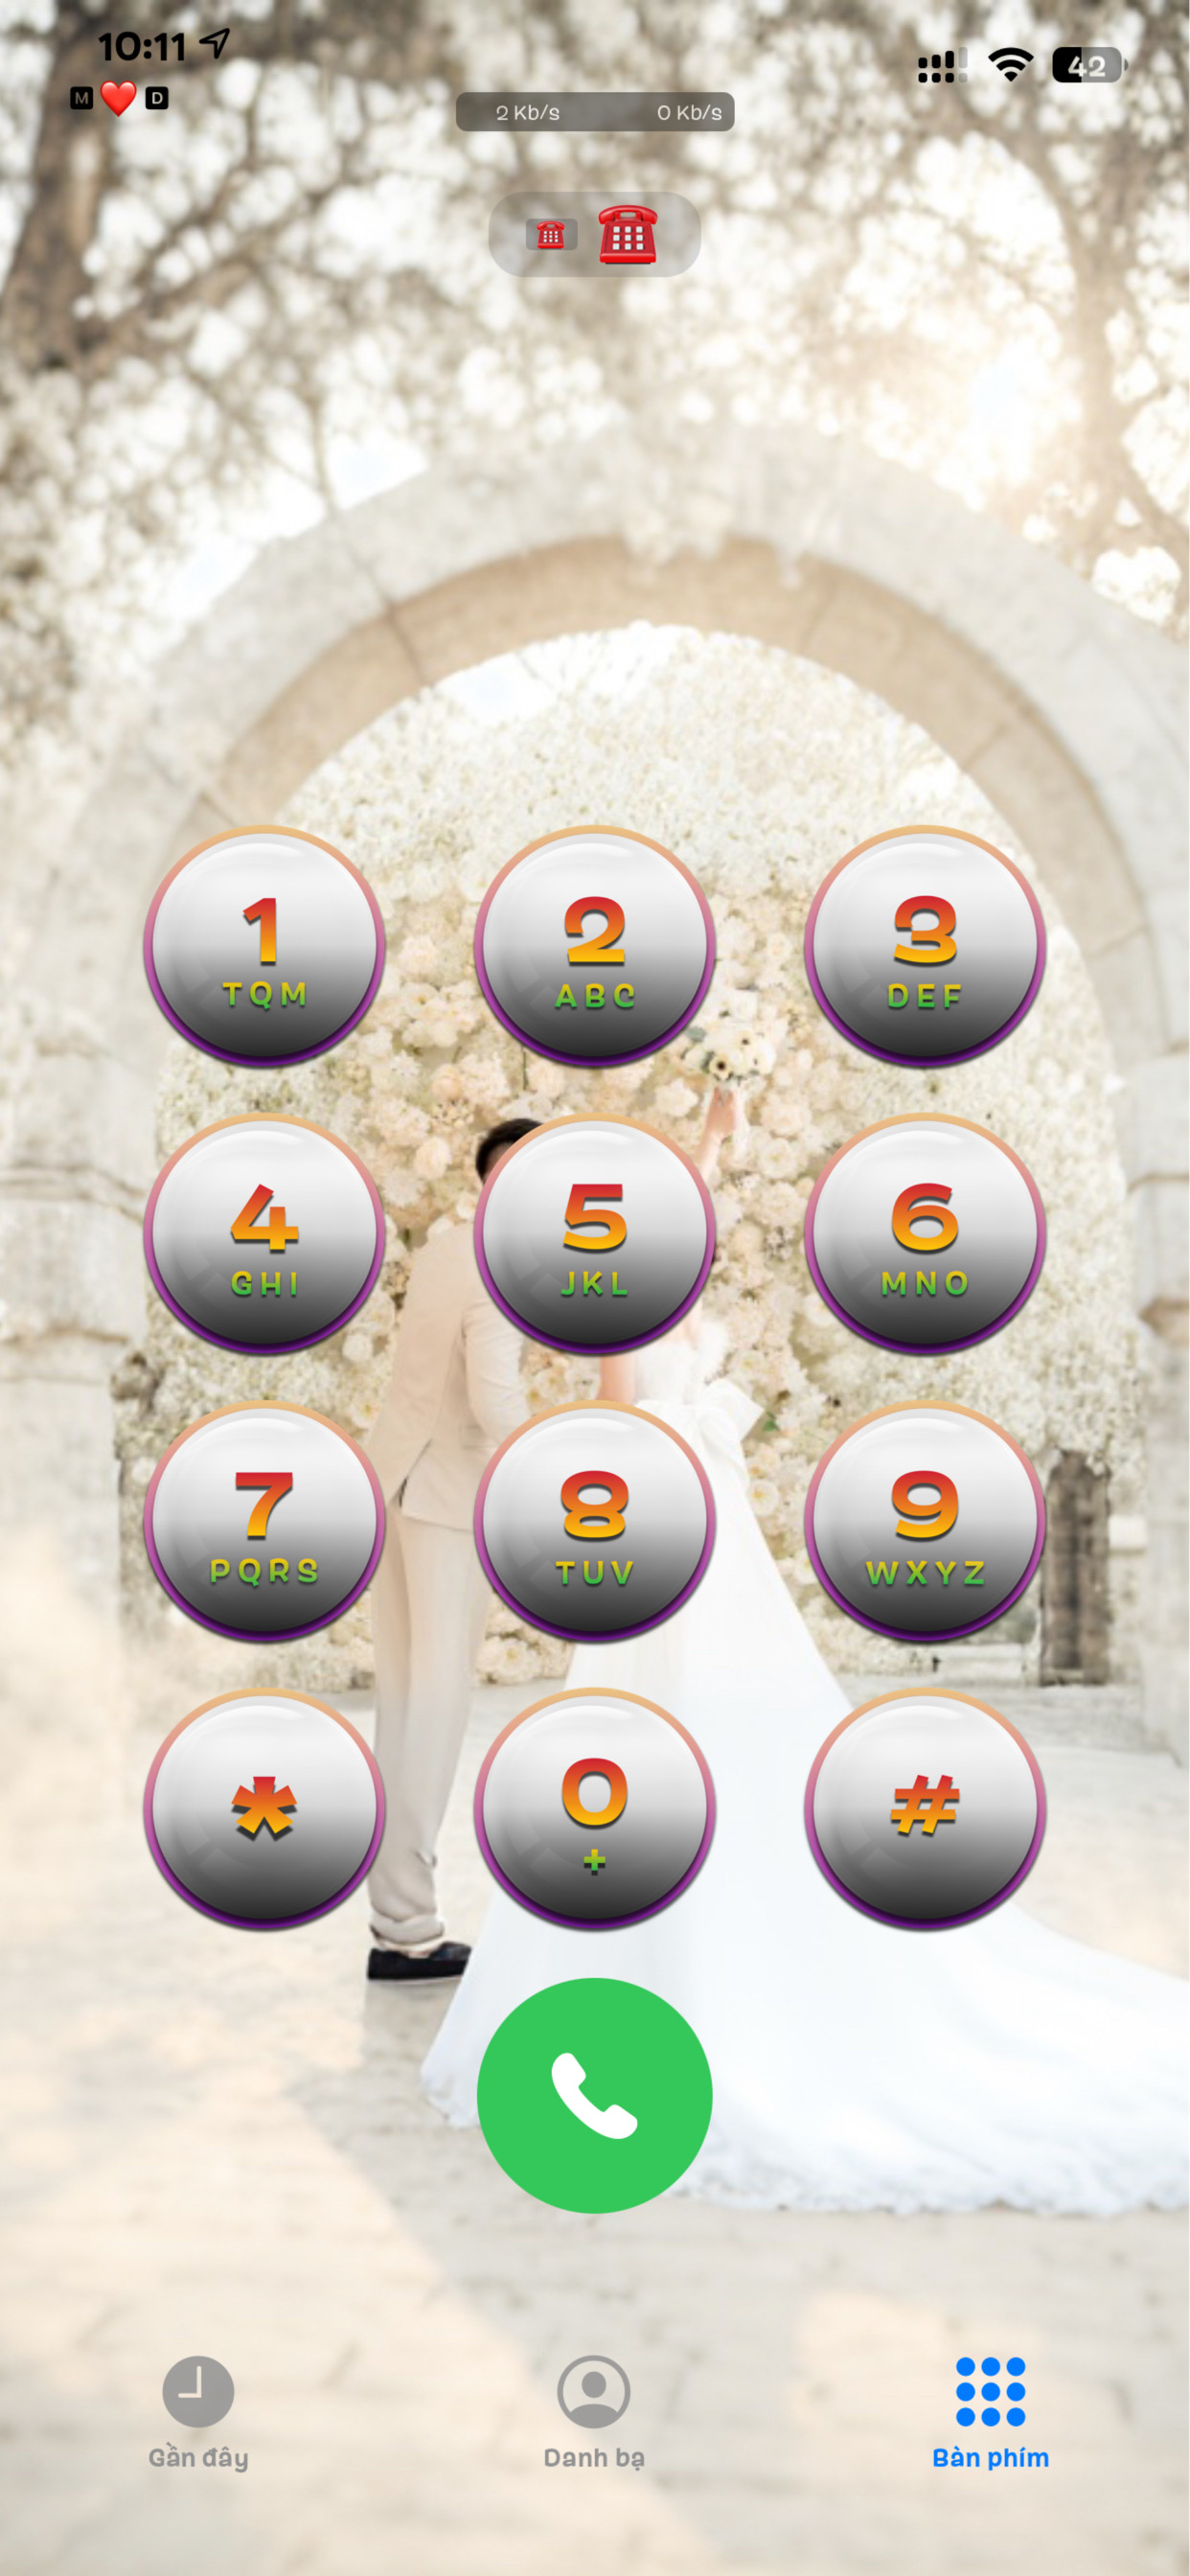 10:11
42
M ❤️ D
2 Kb/s 0 Kb/s
1 2 3
TQM ABC DEF
4 5 6
GHI JKL MNO
7 8 9
PQRS TUV WXYZ
* 0 #
+
Gần đây Danh bạ Bàn phím